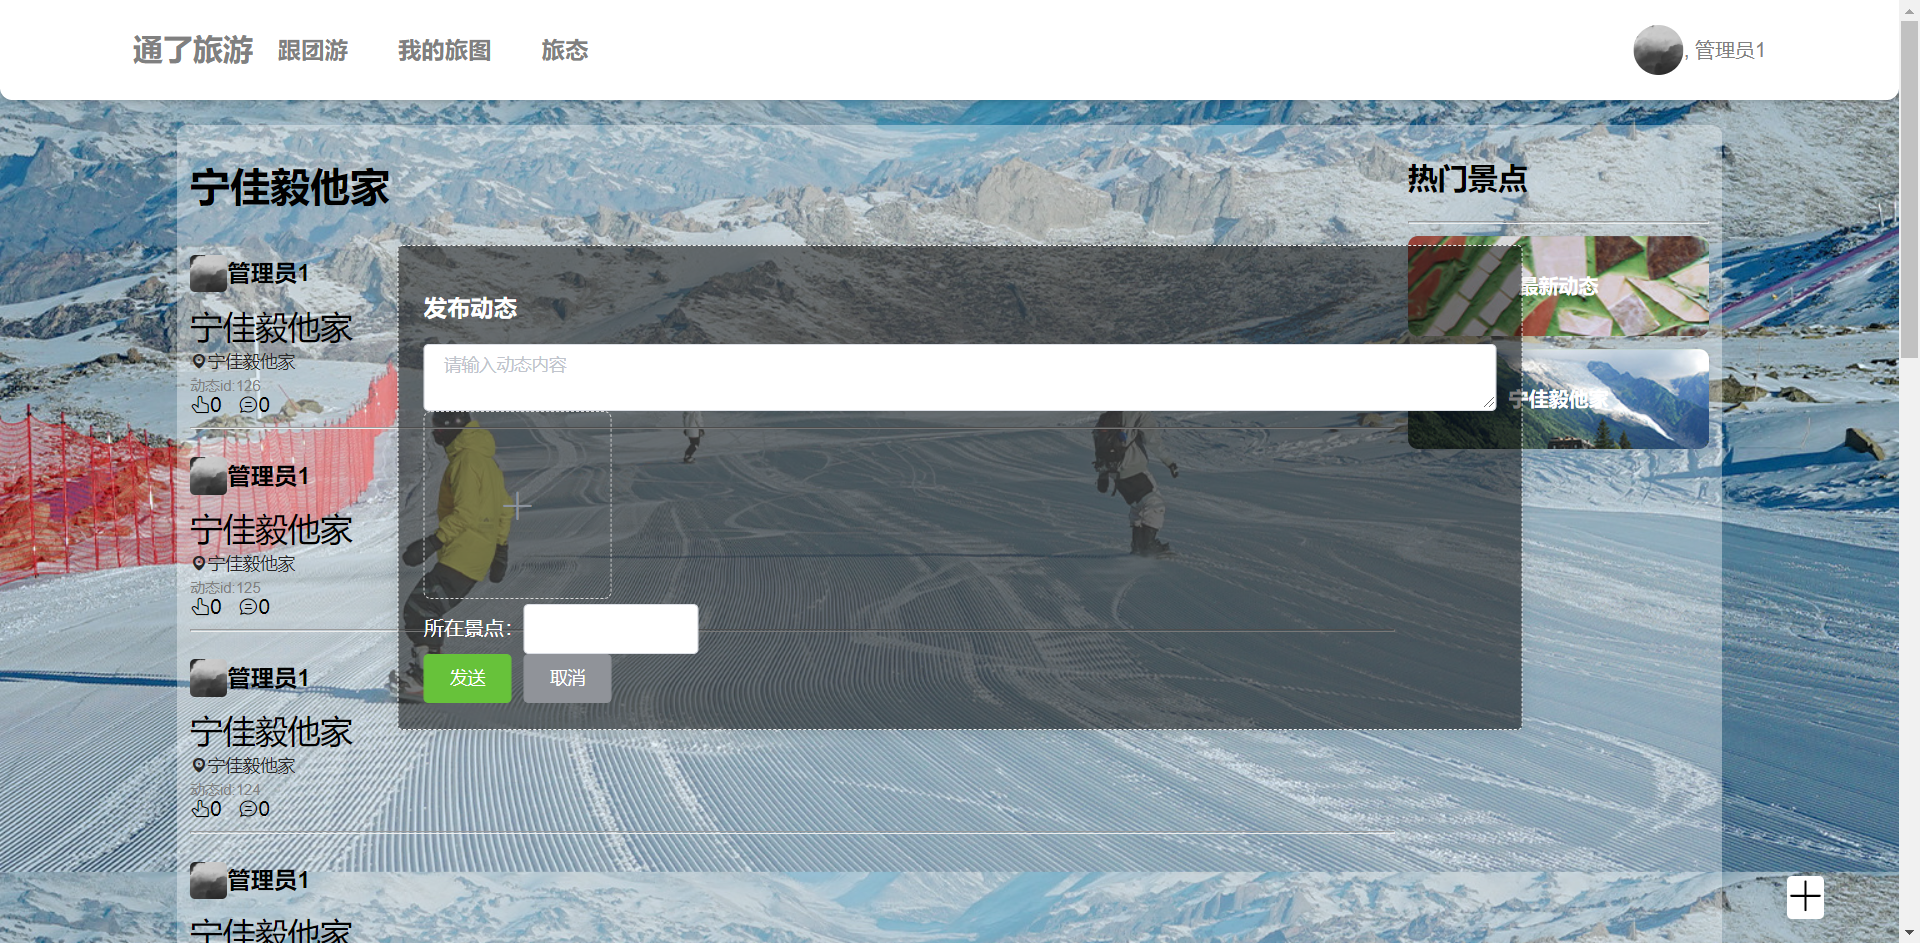 通了旅游 跟团游 我的旅图 旅态
, 管理员1
宁佳毅他家
管理员1
宁佳毅他家
宁佳毅他家
动态id:126
0 0
管理员1
宁佳毅他家
宁佳毅他家
动态id:125
0 0
管理员1
宁佳毅他家
宁佳毅他家
动态id:124
0 0
管理员1
宁佳毅他家
发布动态
请输入动态内容
所在景点：
发送 取消
热门景点
最新动态
宁佳毅他家